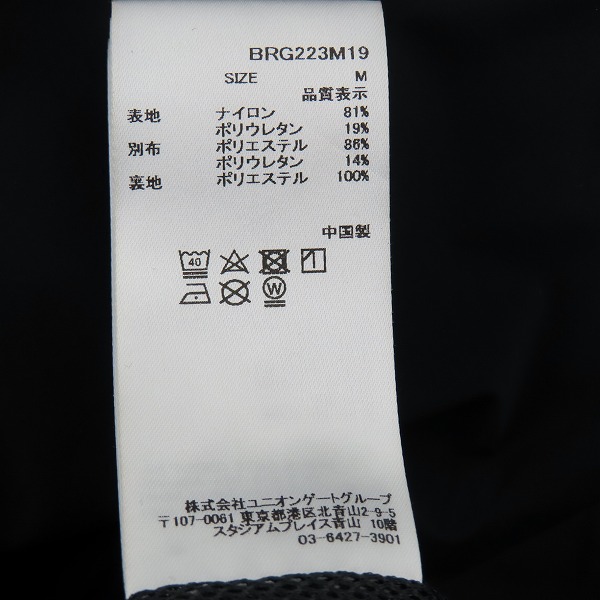 BRG223M19
SIZE M
品質表示
表地 ナイロン 81%
ポリウレタン 19%
別布 ポリエステル 86%
ポリウレタン 14%
裏地 ポリエステル 100%
中国製
40
W
株式会社ユニオンゲートグループ
〒107-0061 東京都港区北青山2-9-5
スタジアムプレイス青山 10階
03-6427-3901